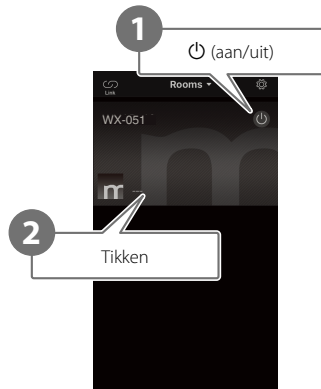 1
⏻ (aan/uit)
Link
Rooms ▾
WX-051
m
2
Tikken